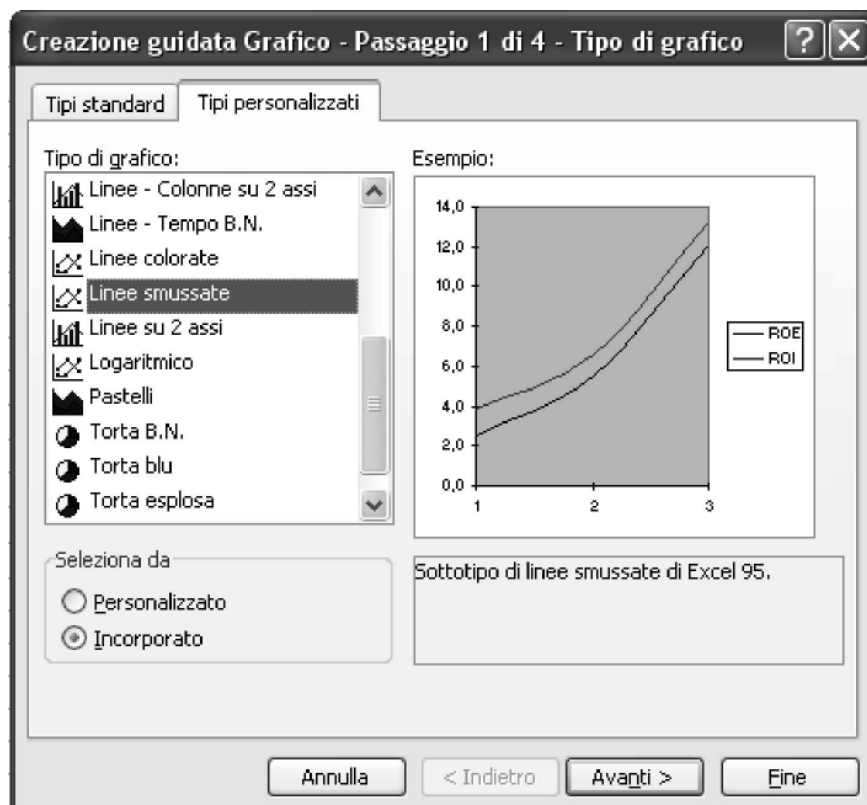 Creazione guidata Grafico - Passaggio 1 di 4 - Tipo di grafico
Tipi standard
Tipi personalizzati
Tipo di grafico:
Linee - Colonne su 2 assi
Linee - Tempo B.N.
Linee colorate
Linee smussate
Linee su 2 assi
Logaritmico
Pastelli
Torta B.N.
Torta blu
Torta esplosa
Esempio:
14,0
12,0
10,0
8,0
6,0
4,0
2,0
0,0
1 2 3
ROE
ROI
Seleziona da
Personalizzato
Incorporato
Sottotipo di linee smussate di Excel 95.
Annulla
< Indietro
Avanti >
Fine